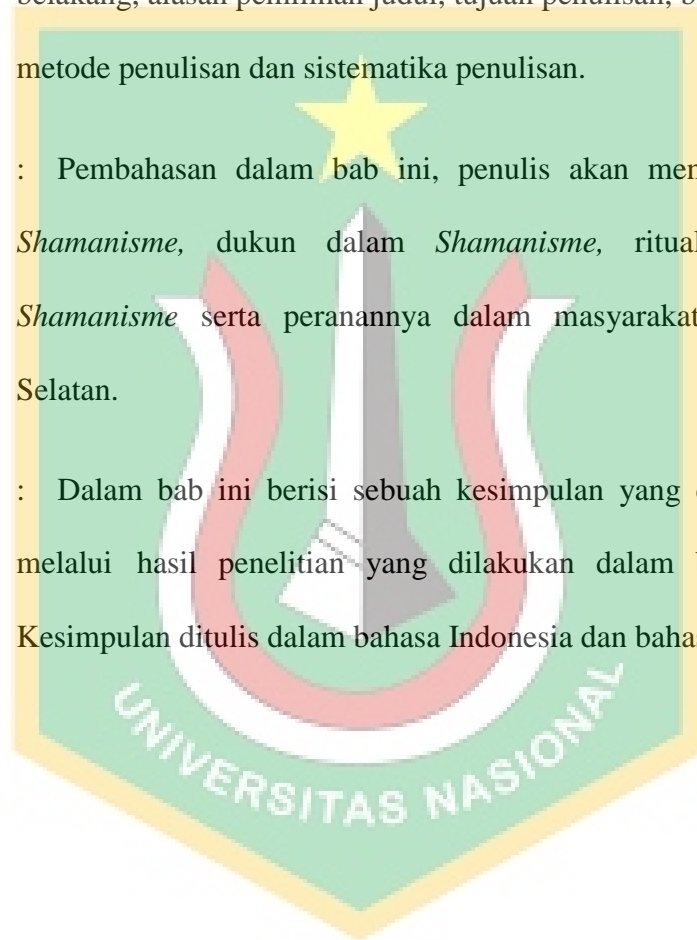 metode penulisan dan sistematika penulisan.
: Pembahasan dalam bab ini, penulis akan
Shamanisme, dukun dalam Shamanisme, ritual
Shamanisme serta peranannya dalam masyarakat
Selatan.
: Dalam bab ini berisi sebuah kesimpulan yang
melalui hasil penelitian yang dilakukan dalam
Kesimpulan ditulis dalam bahasa Indonesia dan
UNIVERSITAS NASIONAL